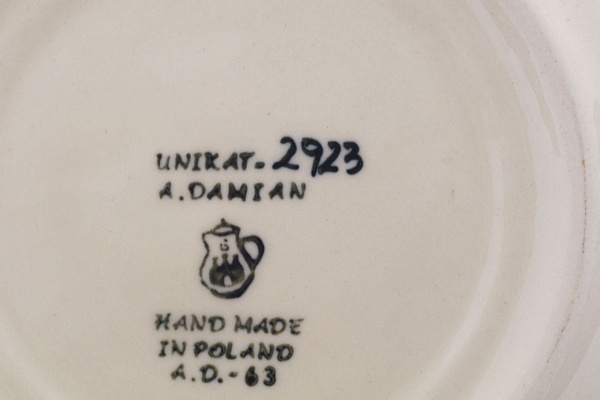 UNIKAT- 2923
A. DAMIAN
HAND MADE
IN POLAND
A.D.-63